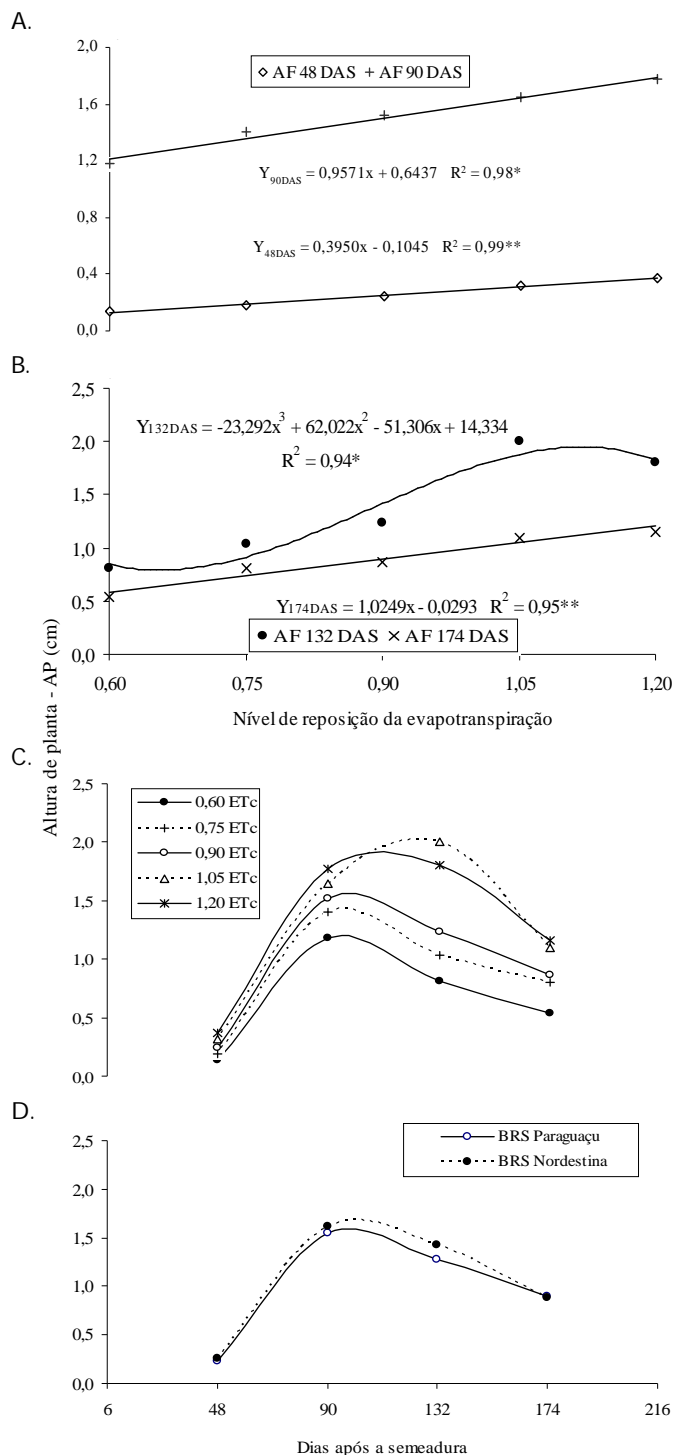 A.
2,0
1,6
1,2
0,8
0,4
0,0
AF 48 DAS + AF 90 DAS
Y90DAS = 0,9571x + 0,6437 R² = 0,98*
Y48DAS = 0,3950x - 0,1045 R² = 0,99**
B.
2,5
2,0
1,5
1,0
0,5
0,0
Y132DAS = -23,292x³ + 62,022x² - 51,306x + 14,334
R² = 0,94*
Y174DAS = 1,0249x - 0,0293 R² = 0,95**
AF 132 DAS AF 174 DAS
0,60 0,75 0,90 1,05 1,20
Nível de reposição da evapotranspiração
Altura de planta - AP (cm)
C.
2,5
2,0
1,5
1,0
0,5
0,0
0,60 ETc
0,75 ETc
0,90 ETc
1,05 ETc
1,20 ETc
D.
2,5
2,0
1,5
1,0
0,5
0,0
BRS Paraguaçu
BRS Nordestina
6 48 90 132 174 216
Dias após a semeadura